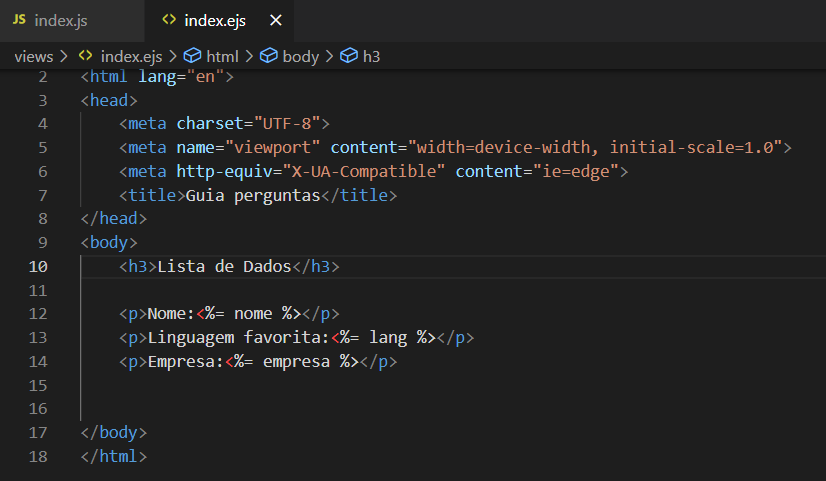 JS index.js <> index.ejs ×
views > <> index.ejs > html > body > h3
2 <html lang="en">
3 <head>
4 <meta charset="UTF-8">
5 <meta name="viewport" content="width=device-width, initial-scale=1.0">
6 <meta http-equiv="X-UA-Compatible" content="ie=edge">
7 <title>Guia perguntas</title>
8 </head>
9 <body>
10 <h3>Lista de Dados</h3>
11
12 <p>Nome:<%= nome %></p>
13 <p>Linguagem favorita:<%= lang %></p>
14 <p>Empresa:<%= empresa %></p>
15
16
17 </body>
18 </html>